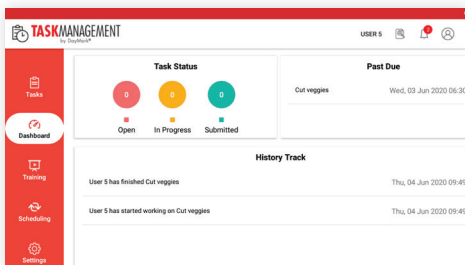 TASKMANAGEMENT
by DayMark®
USER 5
Tasks
Dashboard
Training
Scheduling
Settings
Task Status
0
0
0
Open
In Progress
Submitted
Past Due
Cut veggies
Wed, 03 Jun 2020 06:30
History Track
User 5 has finished Cut veggies
Thu, 04 Jun 2020 09:49
User 5 has started working on Cut veggies
Thu, 04 Jun 2020 09:49